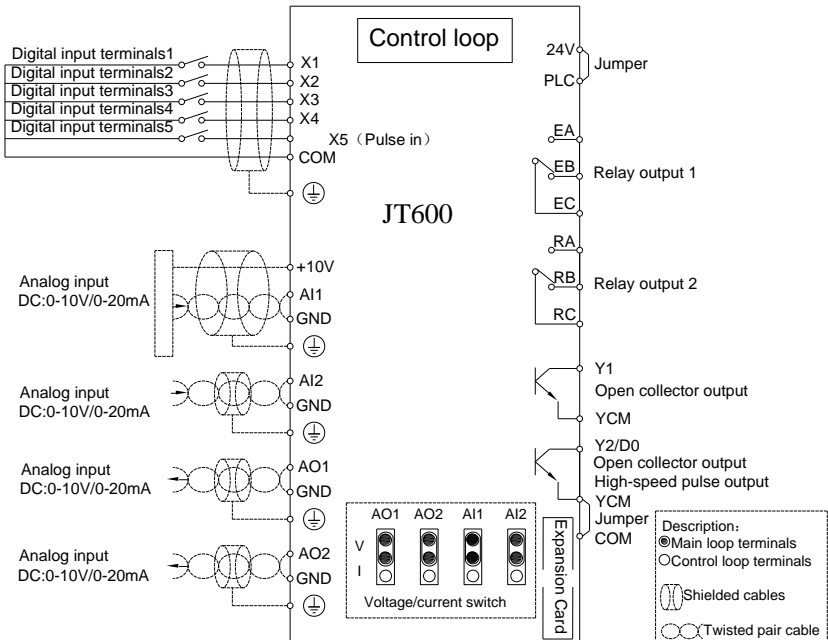 Control loop
Digital input terminals1
Digital input terminals2
Digital input terminals3
Digital input terminals4
Digital input terminals5
X1
X2
X3
X4
X5（Pulse in）
COM
JT600
24V
PLC
Jumper
EA
EB
EC
Relay output 1
RA
RB
RC
Relay output 2
Analog input
DC:0-10V/0-20mA
+10V
AI1
GND
Analog input
DC:0-10V/0-20mA
AI2
GND
Analog input
DC:0-10V/0-20mA
AO1
GND
Analog input
DC:0-10V/0-20mA
AO2
GND
Y1
Open collector output
YCM
Y2/D0
Open collector output
High-speed pulse output
YCM
Jumper
COM
AO1 AO2 AI1 AI2
V
I
Voltage/current switch
Expansion Card
Description：
Main loop terminals
Control loop terminals
Shielded cables
Twisted pair cable